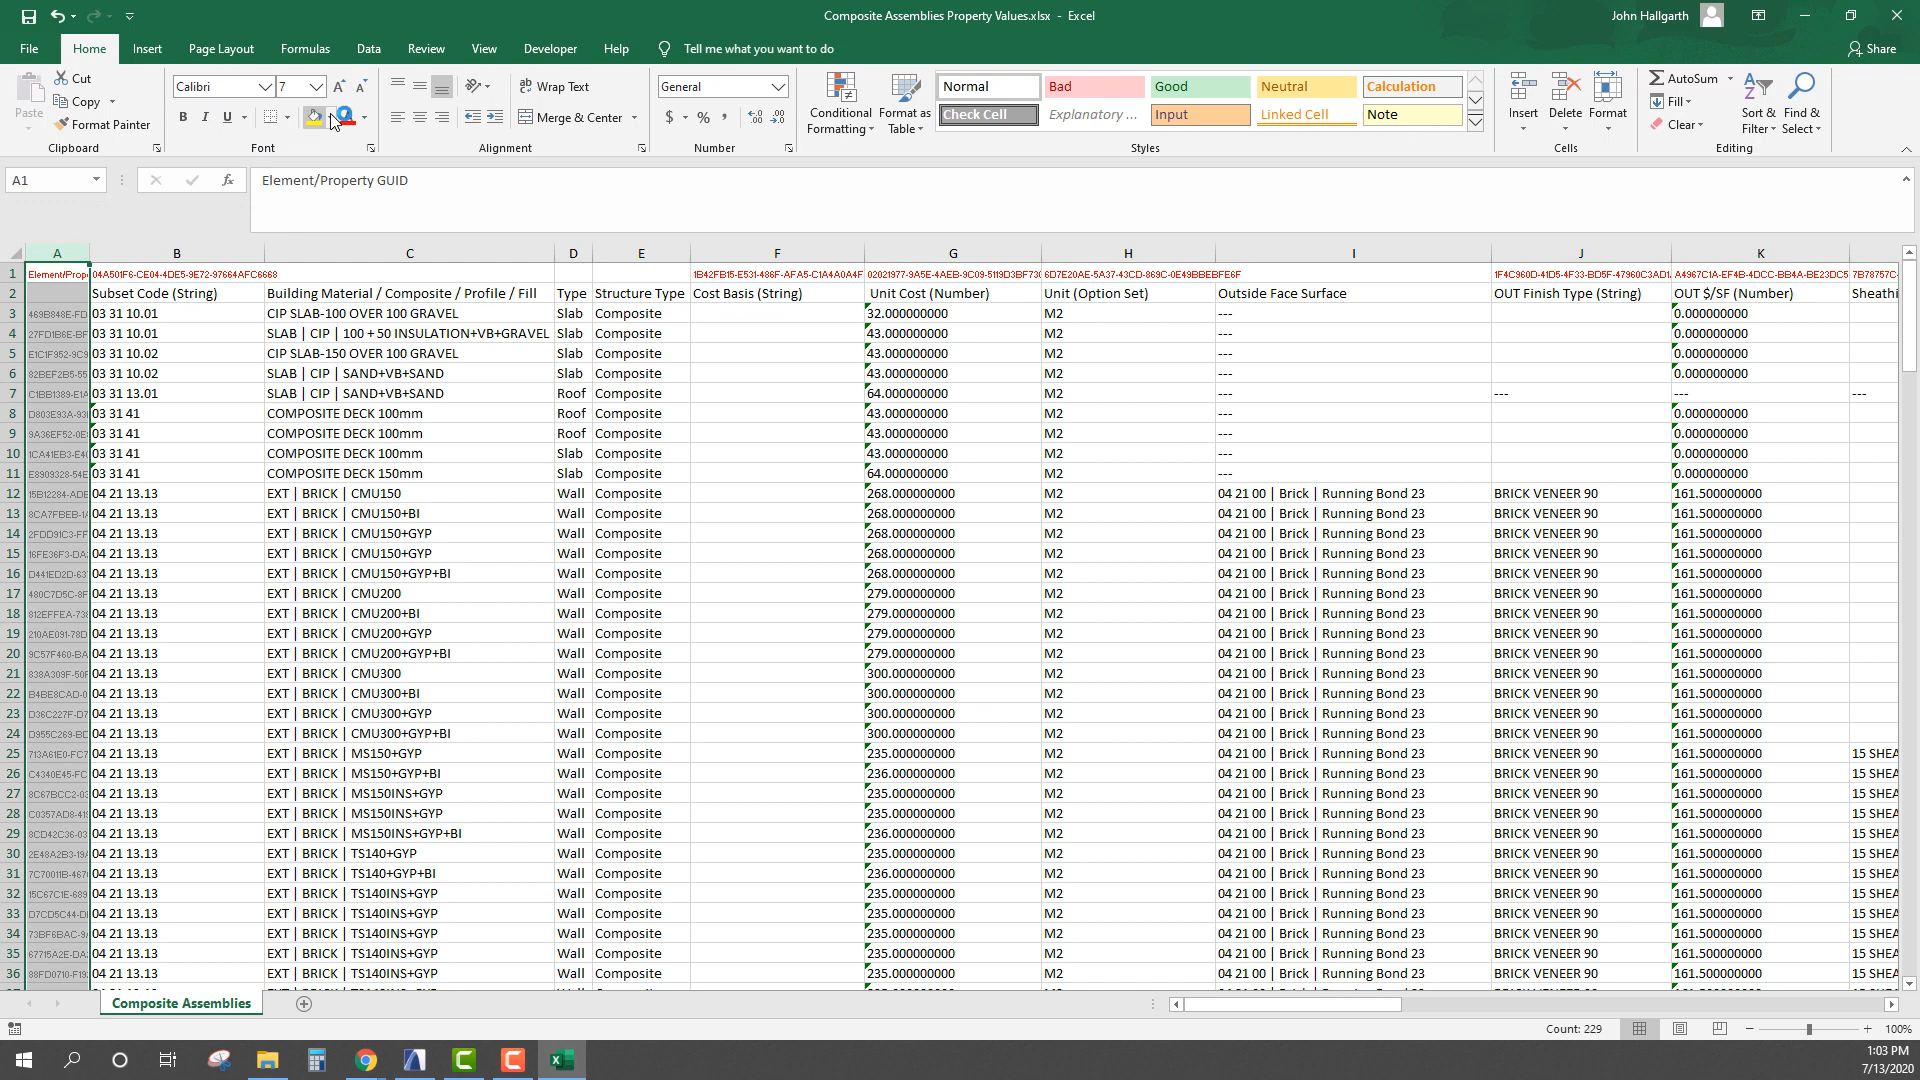 Composite Assemblies Property Values.xlsx - Excel
John Hallgarth
File Home Insert Page Layout Formulas Data Review View Developer Help Tell me what you want to do Share
Paste Cut Copy Format Painter Clipboard
Calibri 7 B I U Font
Wrap Text Merge & Center Alignment
General $ % , Number
Conditional Formatting Format as Table
Normal Bad Good Neutral Calculation
Check Cell Explanatory ... Input Linked Cell Note
Styles
Insert Delete Format Cells
AutoSum Fill Clear Sort & Filter Find & Select Editing
A1 fx Element/Property GUID
A B C D E F G H I J K
1 Element/Prope 04A501F6-CE04-4DE5-9E72-97664AFC6668 1B42FB15-E531-486F-AFA5-C1A4A0A4F 02021977-9A5E-4AEB-9C09-5119D3BF73 6D7E20AE-5A37-43CD-869C-0E49BBEBFE6F 1F4C960D-41D5-4F33-BD5F-47960C3AD1 A4967C1A-EF4B-4DCC-BB4A-BE23DC5 7B78757C-
2 Subset Code (String) Building Material / Composite / Profile / Fill Type Structure Type Cost Basis (String) Unit Cost (Number) Unit (Option Set) Outside Face Surface OUT Finish Type (String) OUT $/SF (Number) Sheathi
3 469B848E-FD 03 31 10.01 CIP SLAB-100 OVER 100 GRAVEL Slab Composite 32.000000000 M2 --- 0.000000000
4 27FD1B6E-BF 03 31 10.01 SLAB | CIP | 100 + 50 INSULATION+VB+GRAVEL Slab Composite 43.000000000 M2 --- 0.000000000
5 E1C1F952-9C9 03 31 10.02 CIP SLAB-150 OVER 100 GRAVEL Slab Composite 43.000000000 M2 --- 0.000000000
6 82BEF2B5-55 03 31 10.02 SLAB | CIP | SAND+VB+SAND Slab Composite 43.000000000 M2 --- 0.000000000
7 C1BB1389-E1A 03 31 13.01 SLAB | CIP | SAND+VB+SAND Roof Composite 64.000000000 M2 --- --- --- ---
8 D803E93A-93 03 31 41 COMPOSITE DECK 100mm Roof Composite 43.000000000 M2 --- 0.000000000
9 9A36EF52-0E 03 31 41 COMPOSITE DECK 100mm Roof Composite 43.000000000 M2 --- 0.000000000
10 1CA41EB3-E4 03 31 41 COMPOSITE DECK 100mm Slab Composite 43.000000000 M2 --- 0.000000000
11 E8909328-54E 03 31 41 COMPOSITE DECK 150mm Slab Composite 64.000000000 M2 --- 0.000000000
12 15B12284-ADE 04 21 13.13 EXT | BRICK | CMU150 Wall Composite 268.000000000 M2 04 21 00 | Brick | Running Bond 23 BRICK VENEER 90 161.500000000
13 8CA7FBEB-1A 04 21 13.13 EXT | BRICK | CMU150+BI Wall Composite 268.000000000 M2 04 21 00 | Brick | Running Bond 23 BRICK VENEER 90 161.500000000
14 2FDD91C3-FF 04 21 13.13 EXT | BRICK | CMU150+GYP Wall Composite 268.000000000 M2 04 21 00 | Brick | Running Bond 23 BRICK VENEER 90 161.500000000
15 16FE36F3-DA 04 21 13.13 EXT | BRICK | CMU150+GYP Wall Composite 268.000000000 M2 04 21 00 | Brick | Running Bond 23 BRICK VENEER 90 161.500000000
16 D441ED2D-63 04 21 13.13 EXT | BRICK | CMU150+GYP+BI Wall Composite 268.000000000 M2 04 21 00 | Brick | Running Bond 23 BRICK VENEER 90 161.500000000
17 480C7D5C-8F 04 21 13.13 EXT | BRICK | CMU200 Wall Composite 279.000000000 M2 04 21 00 | Brick | Running Bond 23 BRICK VENEER 90 161.500000000
18 812EFFEA-73 04 21 13.13 EXT | BRICK | CMU200+BI Wall Composite 279.000000000 M2 04 21 00 | Brick | Running Bond 23 BRICK VENEER 90 161.500000000
19 210AE091-78D 04 21 13.13 EXT | BRICK | CMU200+GYP Wall Composite 279.000000000 M2 04 21 00 | Brick | Running Bond 23 BRICK VENEER 90 161.500000000
20 9C57F460-BA 04 21 13.13 EXT | BRICK | CMU200+GYP+BI Wall Composite 279.000000000 M2 04 21 00 | Brick | Running Bond 23 BRICK VENEER 90 161.500000000
21 838A309F-50F 04 21 13.13 EXT | BRICK | CMU300 Wall Composite 300.000000000 M2 04 21 00 | Brick | Running Bond 23 BRICK VENEER 90 161.500000000
22 B4BE8CAD-0 04 21 13.13 EXT | BRICK | CMU300+BI Wall Composite 300.000000000 M2 04 21 00 | Brick | Running Bond 23 BRICK VENEER 90 161.500000000
23 D36C227F-D7 04 21 13.13 EXT | BRICK | CMU300+GYP Wall Composite 300.000000000 M2 04 21 00 | Brick | Running Bond 23 BRICK VENEER 90 161.500000000
24 D955C269-BD 04 21 13.13 EXT | BRICK | CMU300+GYP+BI Wall Composite 300.000000000 M2 04 21 00 | Brick | Running Bond 23 BRICK VENEER 90 161.500000000
25 713A61E0-FC7 04 21 13.13 EXT | BRICK | MS150+GYP Wall Composite 235.000000000 M2 04 21 00 | Brick | Running Bond 23 BRICK VENEER 90 161.500000000 15 SHEA
26 C4340E45-FC 04 21 13.13 EXT | BRICK | MS150+GYP+BI Wall Composite 236.000000000 M2 04 21 00 | Brick | Running Bond 23 BRICK VENEER 90 161.500000000 15 SHEA
27 8C67BCC2-03 04 21 13.13 EXT | BRICK | MS150INS+GYP Wall Composite 235.000000000 M2 04 21 00 | Brick | Running Bond 23 BRICK VENEER 90 161.500000000 15 SHEA
28 C0357AD8-41 04 21 13.13 EXT | BRICK | MS150INS+GYP Wall Composite 235.000000000 M2 04 21 00 | Brick | Running Bond 23 BRICK VENEER 90 161.500000000 15 SHEA
29 8CD42C36-03 04 21 13.13 EXT | BRICK | MS150INS+GYP+BI Wall Composite 236.000000000 M2 04 21 00 | Brick | Running Bond 23 BRICK VENEER 90 161.500000000 15 SHEA
30 2E48A2B3-19A 04 21 13.13 EXT | BRICK | TS140+GYP Wall Composite 235.000000000 M2 04 21 00 | Brick | Running Bond 23 BRICK VENEER 90 161.500000000 15 SHEA
31 7C70011B-467 04 21 13.13 EXT | BRICK | TS140+GYP+BI Wall Composite 236.000000000 M2 04 21 00 | Brick | Running Bond 23 BRICK VENEER 90 161.500000000 15 SHEA
32 15C67C1E-689 04 21 13.13 EXT | BRICK | TS140INS+GYP Wall Composite 235.000000000 M2 04 21 00 | Brick | Running Bond 23 BRICK VENEER 90 161.500000000 15 SHEA
33 D7CD5C44-D 04 21 13.13 EXT | BRICK | TS140INS+GYP Wall Composite 235.000000000 M2 04 21 00 | Brick | Running Bond 23 BRICK VENEER 90 161.500000000 15 SHEA
34 73BF6BAC-9 04 21 13.13 EXT | BRICK | TS140INS+GYP Wall Composite 235.000000000 M2 04 21 00 | Brick | Running Bond 23 BRICK VENEER 90 161.500000000 15 SHEA
35 67715A2E-DA 04 21 13.13 EXT | BRICK | TS140INS+GYP Wall Composite 235.000000000 M2 04 21 00 | Brick | Running Bond 23 BRICK VENEER 90 161.500000000 15 SHEA
36 88FD0710-F19 04 21 13.13 EXT | BRICK | TS140INS+GYP Wall Composite 235.000000000 M2 04 21 00 | Brick | Running Bond 23 BRICK VENEER 90 161.500000000 15 SHEA
Composite Assemblies
Count: 229 100%
1:03 PM
7/13/2020